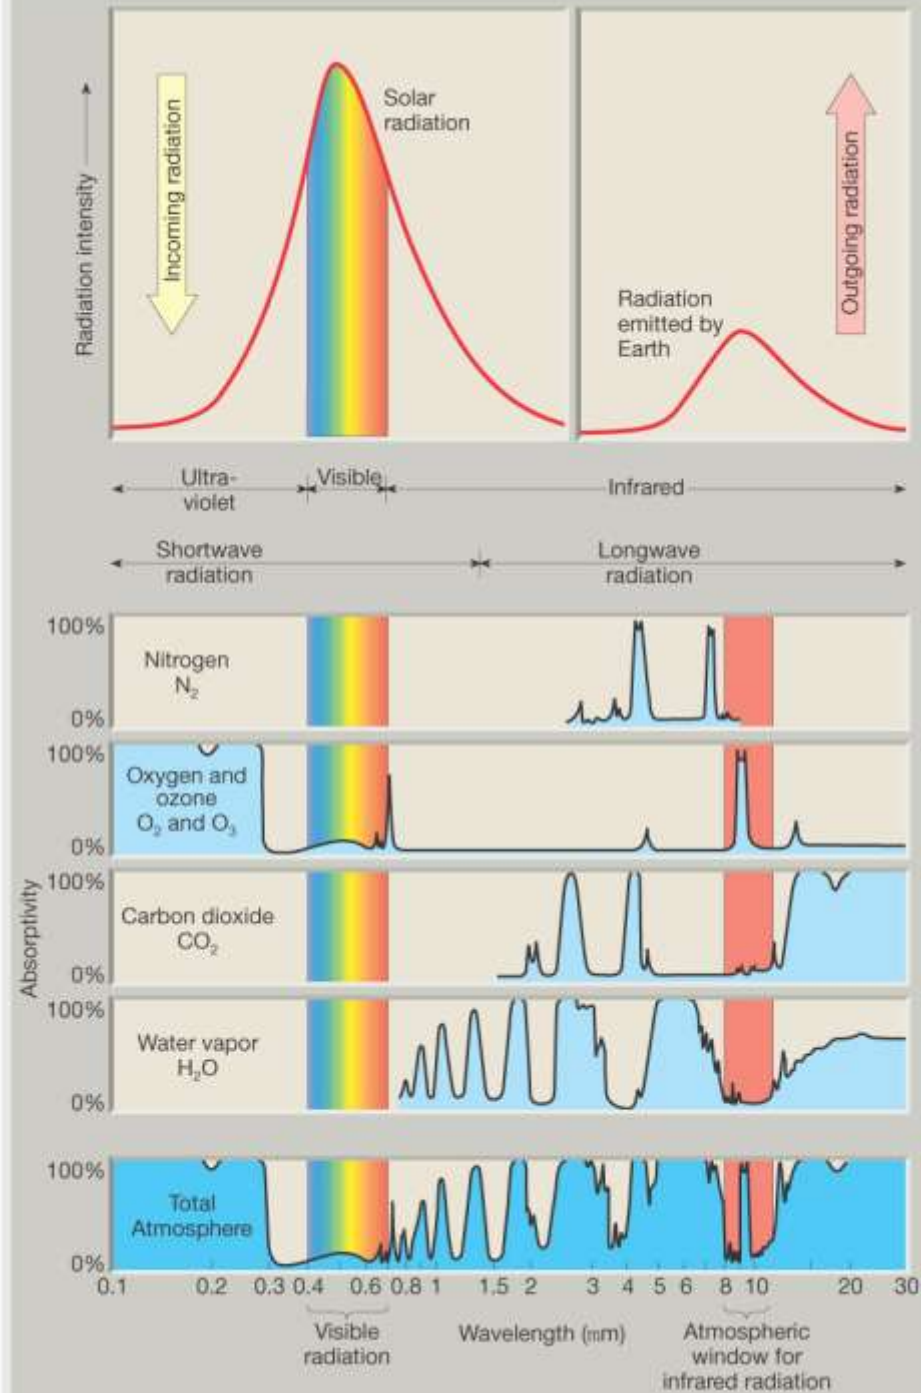 Solar
radiation
Incoming radiation
Outgoing radiation
Radiation intensity
Radiation
emitted by
Earth
Ultra-
violet
Visible
Infrared
Shortwave
radiation
Longwave
radiation
100%
Nitrogen
N₂
0%
100%
Oxygen and
ozone
O₂ and O₃
0%
Absorptivity
100%
Carbon dioxide
CO₂
0%
100%
Water vapor
H₂O
0%
100%
Total
Atmosphere
0%
0.1 0.2 0.3 0.4 0.6 0.8 1 1.5 2 3 4 5 6 8 10 20 30
Visible
radiation
Wavelength (mm)
Atmospheric
window for
infrared radiation